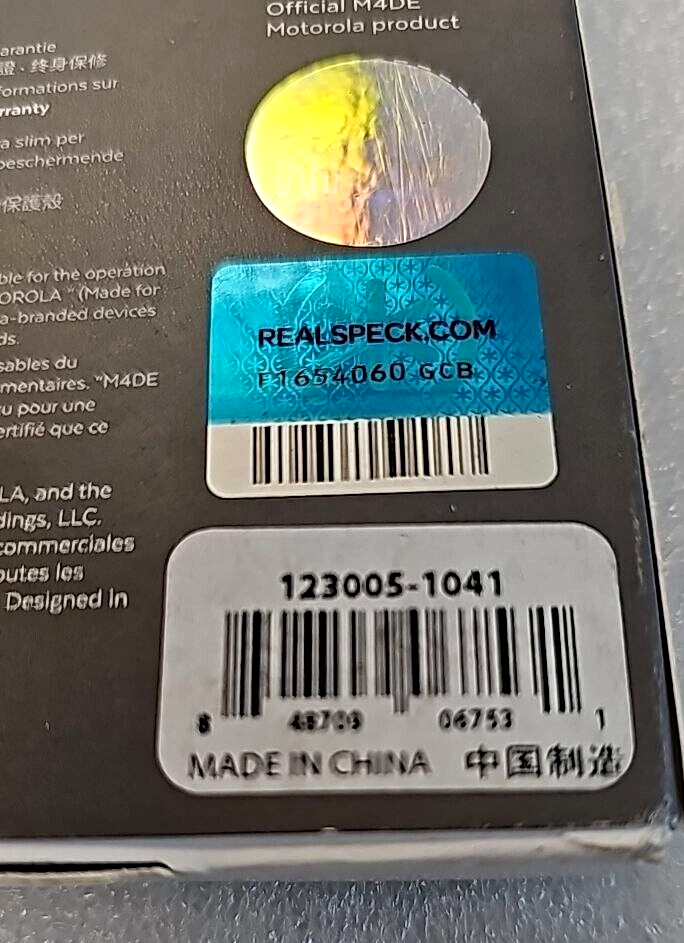 Official M4DE
Motorola product
arantie
證 · 终身保修
formations sur
rranty
a slim per
beschermende
保護殼
ble for the operation
OROLA " (Made for
a-branded devices
ds.
sables du
mentaires. "M4DE
u pour une
ertifié que ce
LA, and the
dings, LLC.
commerciales
outes les
Designed in
REALSPECK.COM
F1654060 GCB
123005-1041
8 48709 06753 1
MADE IN CHINA 中国制造